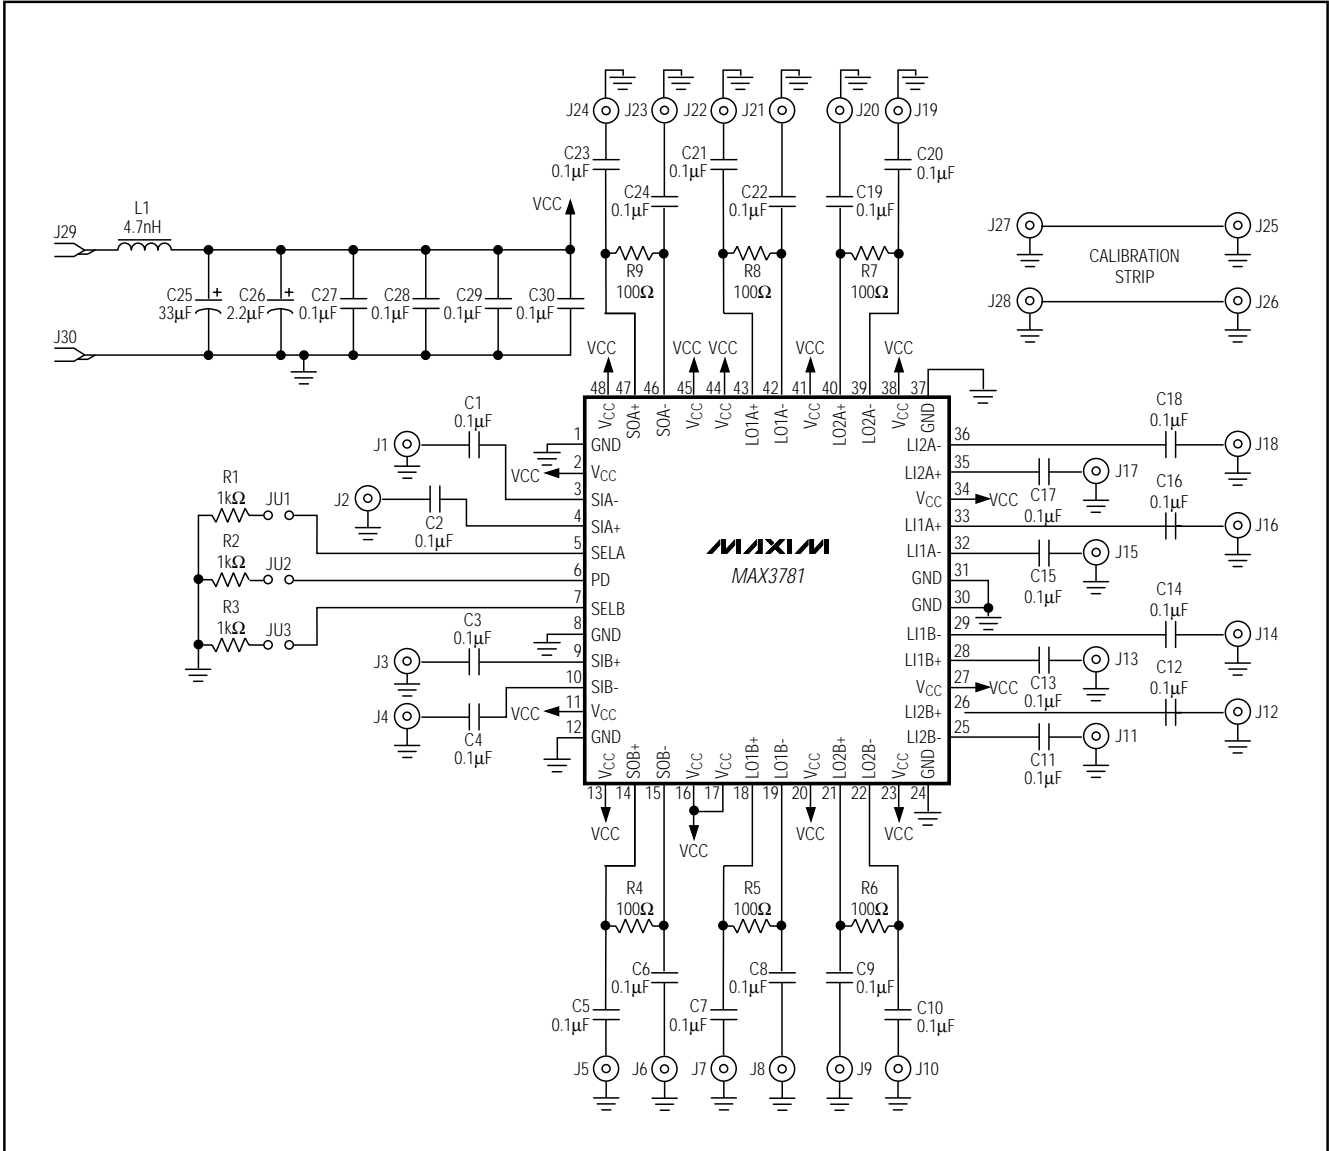 J24 J23 J22 J21 J20 J19
C23 0.1µF
C21 0.1µF
C20 0.1µF
C24 0.1µF
C22 0.1µF
C19 0.1µF
VCC
L1
4.7nH
J29
J30
C25 33µF +
C26 2.2µF +
C27 0.1µF
C28 0.1µF
C29 0.1µF
C30 0.1µF
R9 100Ω
R8 100Ω
R7 100Ω
J27 J25
CALIBRATION
STRIP
J28 J26
VCC VCC VCC VCC VCC
48 47 46 45 44 43 42 41 40 39 38 37
VCC SOA+ SOA- VCC VCC LO1A+ LO1A- VCC LO2A+ LO2A- VCC GND
C1 0.1µF
J1
J2
C2 0.1µF
R1 1kΩ JU1
R2 1kΩ JU2
R3 1kΩ JU3
C3 0.1µF
J3
J4
C4 0.1µF
1 GND
VCC 2 VCC
3 SIA-
4 SIA+
5 SELA
6 PD
7 SELB
8 GND
9 SIB+
10 SIB-
VCC 11 VCC
12 GND
MAXIM
MAX3781
LI2A- 36
LI2A+ 35
VCC 34 VCC
LI1A+ 33
LI1A- 32
GND 31
GND 30
LI1B- 29
LI1B+ 28
VCC 27 VCC
LI2B+ 26
LI2B- 25
C18 0.1µF J18
C17 0.1µF J17
C16 0.1µF J16
C15 0.1µF J15
C14 0.1µF J14
C13 0.1µF J13
C12 0.1µF J12
C11 0.1µF J11
VCC SOB+ SOB- VCC VCC LO1B+ LO1B- VCC LO2B+ LO2B- VCC GND
13 14 15 16 17 18 19 20 21 22 23 24
VCC VCC VCC VCC
R4 100Ω
R5 100Ω
R6 100Ω
C6 0.1µF
C8 0.1µF
C9 0.1µF
C5 0.1µF
C7 0.1µF
C10 0.1µF
J5 J6 J7 J8 J9 J10